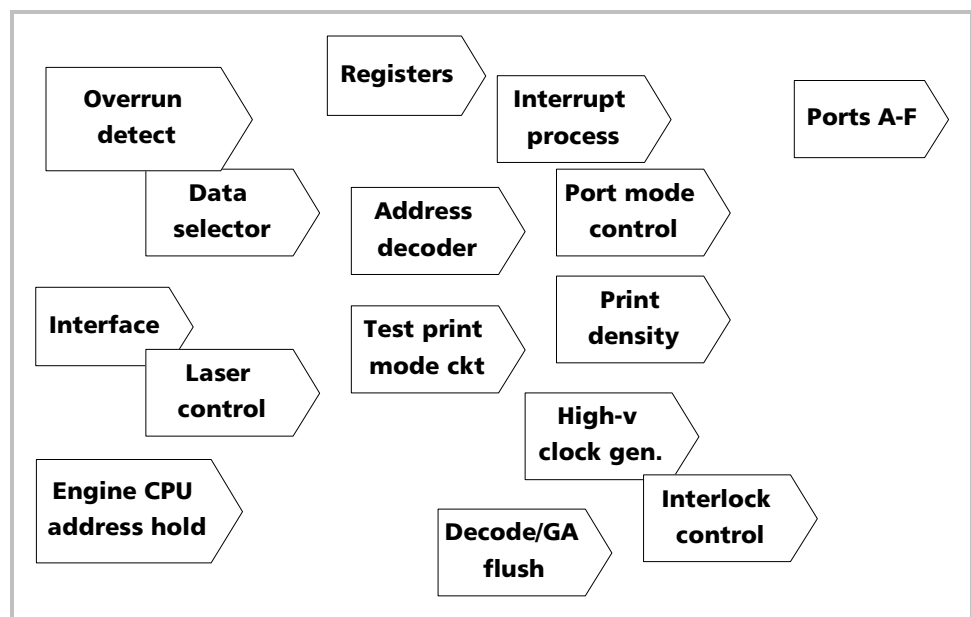 Registers
Overrun
detect
Interrupt
process
Ports A-F
Data
selector
Address
decoder
Port mode
control
Interface
Test print
mode ckt
Print
density
Laser
control
High-v
clock gen.
Engine CPU
address hold
Interlock
control
Decode/GA
flush